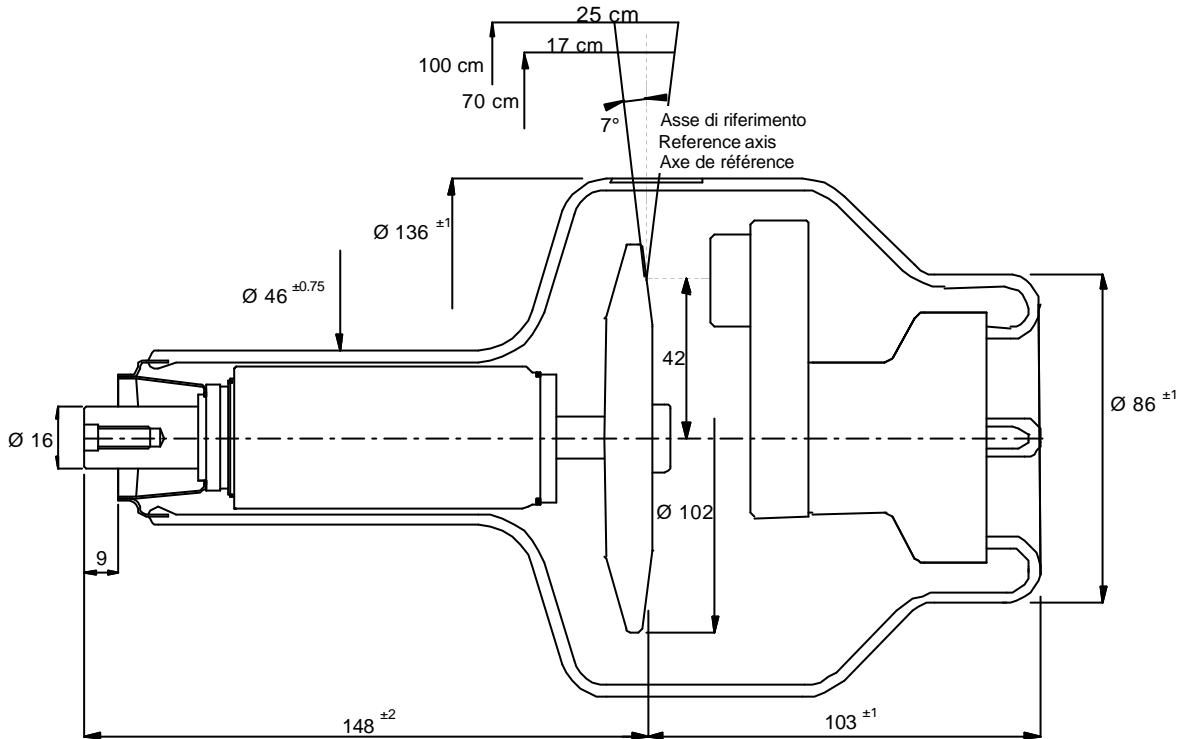 25 cm
17 cm
100 cm
70 cm
7°
Asse di riferimento
Reference axis
Axe de référence
Ø 136 ±1
Ø 46 ±0.75
42
Ø 86 ±1
Ø 16
Ø 102
9
148 ±2
103 ±1